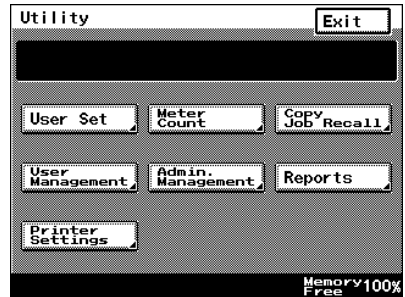 Utility
Exit
User Set
Meter
Count
Copy
Job Recall
User
Management
Admin.
Management
Reports
Printer
Settings
Memory
Free 100%